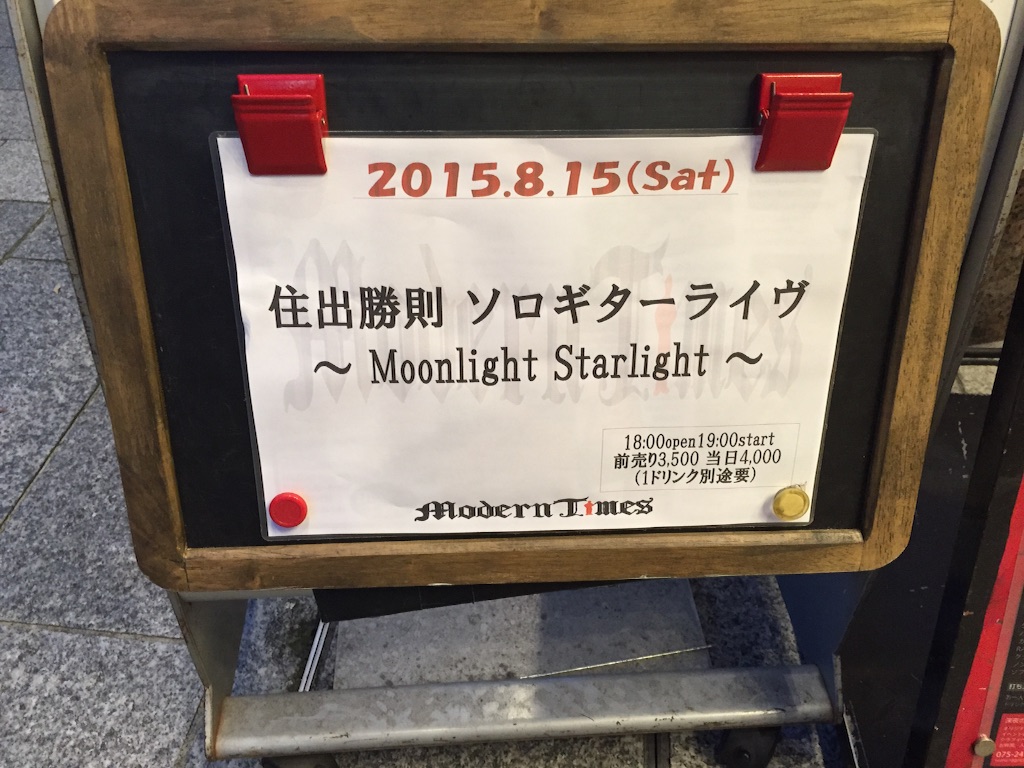 2015.8.15(Sat)
住出勝則 ソロギターライヴ
～ Moonlight Starlight ～
18:00open19:00start
前売り3,500 当日4,000
(1ドリンク別途要)
Modern Times
075-24